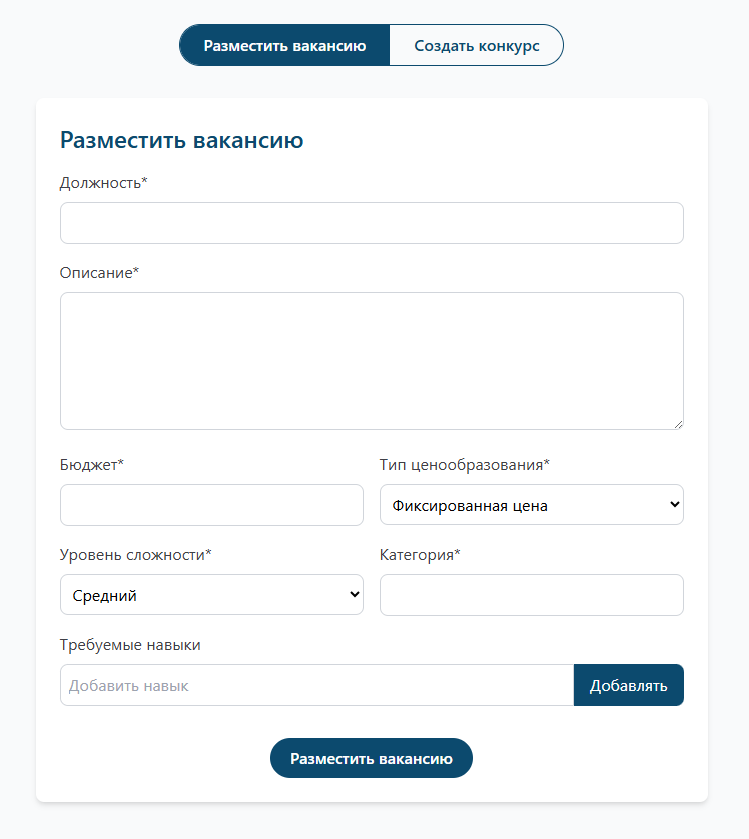 Разместить вакансию Создать конкурс
Разместить вакансию
Должность*
Описание*
Бюджет* Тип ценообразования*
Фиксированная цена
Уровень сложности* Категория*
Средний
Требуемые навыки
Добавить навык Добавлять
Разместить вакансию